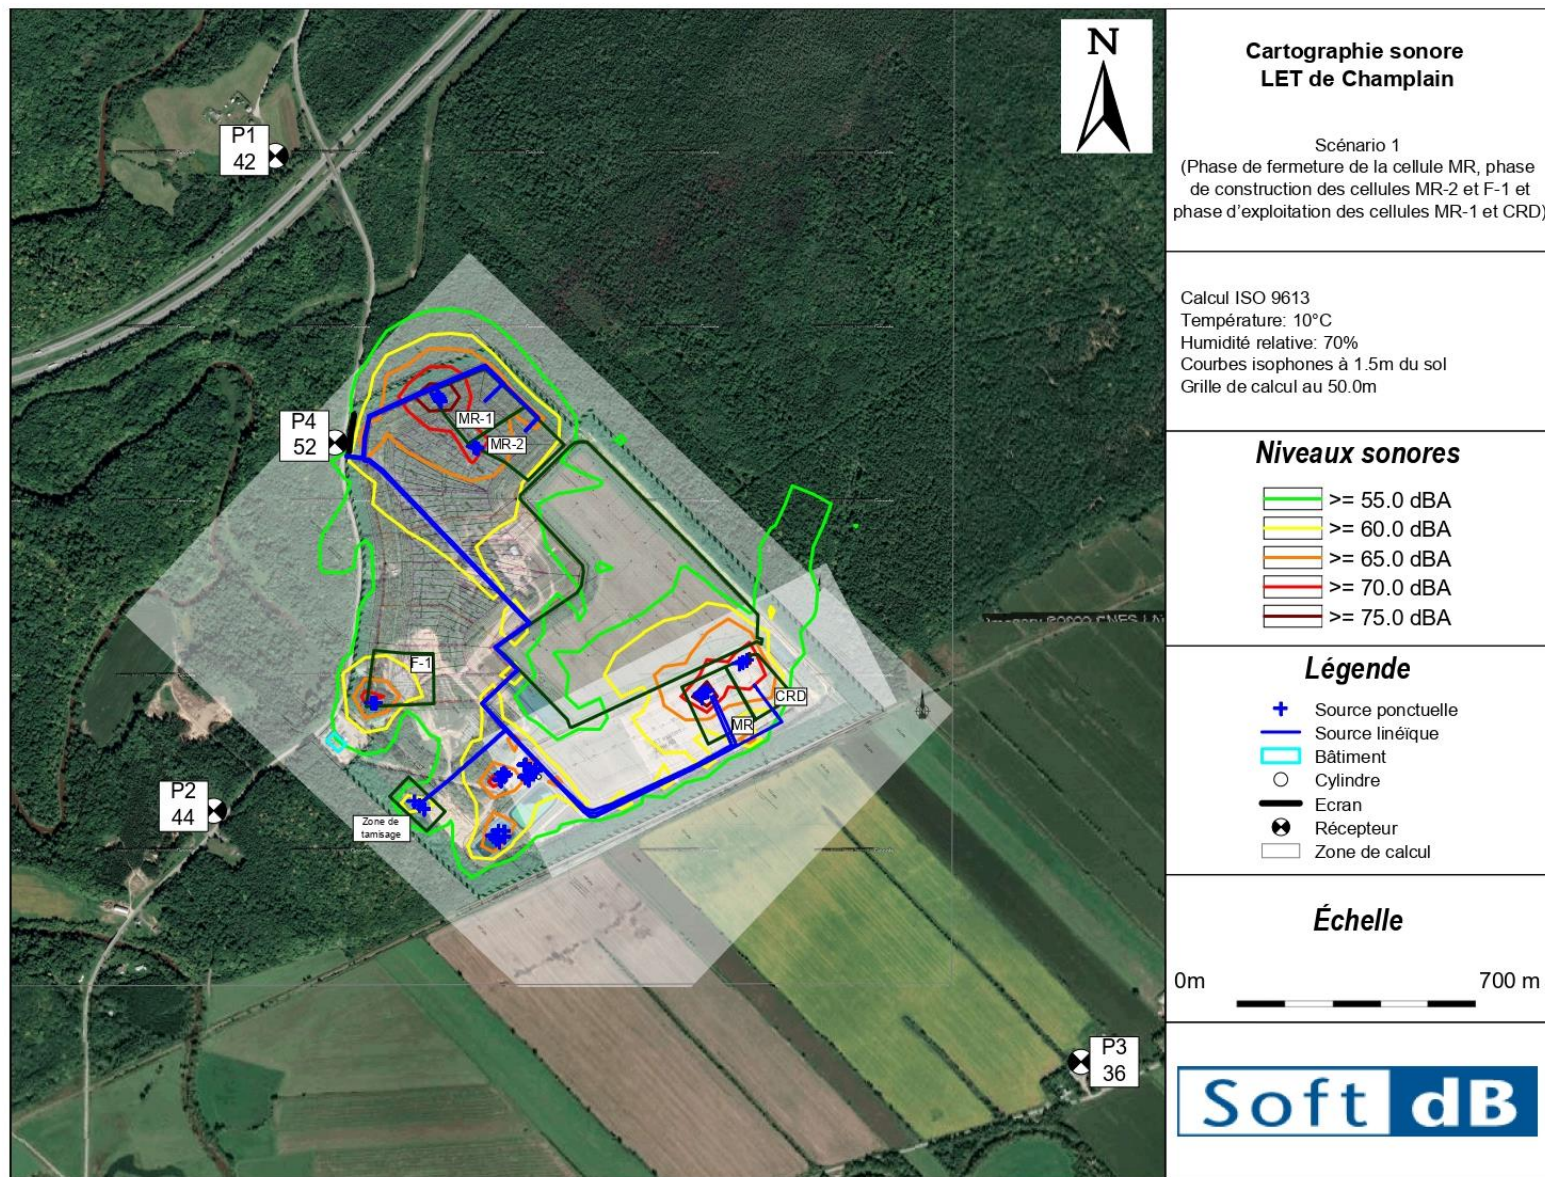 Cartographie sonore
LET de Champlain
Scénario 1
(Phase de fermeture de la cellule MR, phase
de construction des cellules MR-2 et F-1 et
phase d'exploitation des cellules MR-1 et CRD)
Calcul ISO 9613
Température: 10°C
Humidité relative: 70%
Courbes isophones à 1.5m du sol
Grille de calcul au 50.0m
Niveaux sonores
>= 55.0 dBA
>= 60.0 dBA
>= 65.0 dBA
>= 70.0 dBA
>= 75.0 dBA
Légende
Source ponctuelle
Source linéïque
Bâtiment
Cylindre
Ecran
Récepteur
Zone de calcul
Échelle
0m 700 m
Soft dB
N
P1
42
P4
52
MR-1
MR-2
F-1
CRD
MR
P2
44
Zone de
tamisage
P3
36